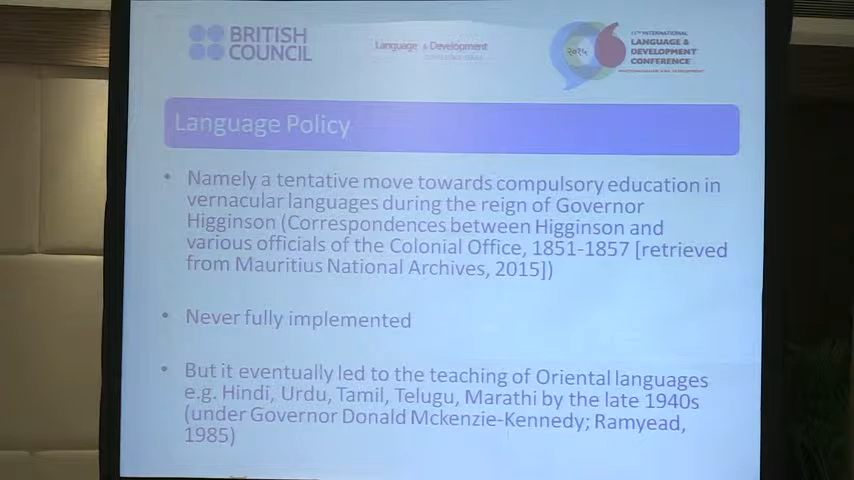 BRITISH
COUNCIL
Language & Development
11TH INTERNATIONAL
LANGUAGE &
DEVELOPMENT
CONFERENCE
२०१५
Language Policy
• Namely a tentative move towards compulsory education in
vernacular languages during the reign of Governor
Higginson (Correspondences between Higginson and
various officials of the Colonial Office, 1851-1857 [retrieved
from Mauritius National Archives, 2015])
• Never fully implemented
• But it eventually led to the teaching of Oriental languages
e.g. Hindi, Urdu, Tamil, Telugu, Marathi by the late 1940s
(under Governor Donald Mckenzie-Kennedy; Ramyead,
1985)